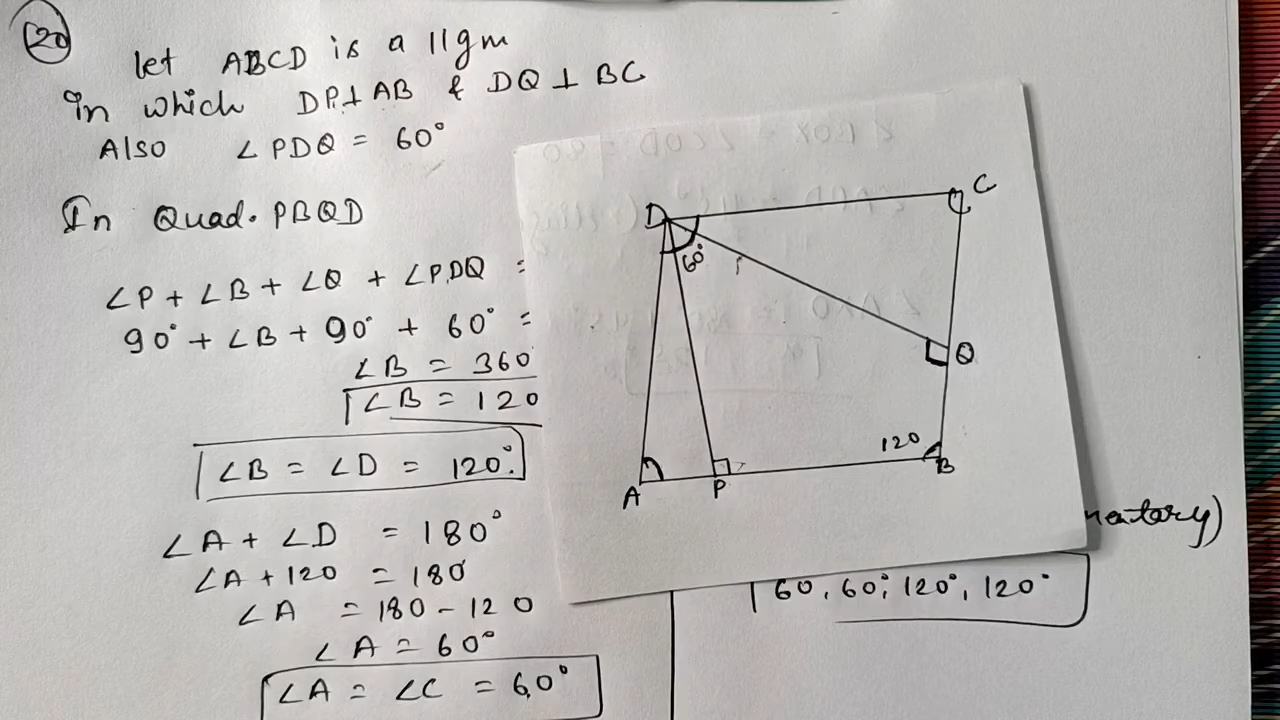 20
Let ABCD is a ||gm
In which DP⊥AB & DQ ⊥ BC
Also ∠PDQ = 60°
In Quad. PBQD
∠P + ∠B + ∠Q + ∠PDQ =
90° + ∠B + 90° + 60° =
∠B = 360
∠B = 120
∠B = ∠D = 120°.
∠A + ∠D = 180°
∠A + 120 = 180
∠A = 180 - 120
∠A = 60°
∠A = ∠C = 60°
D
C
60°
Q
120
A
P
B
60, 60°, 120°, 120°